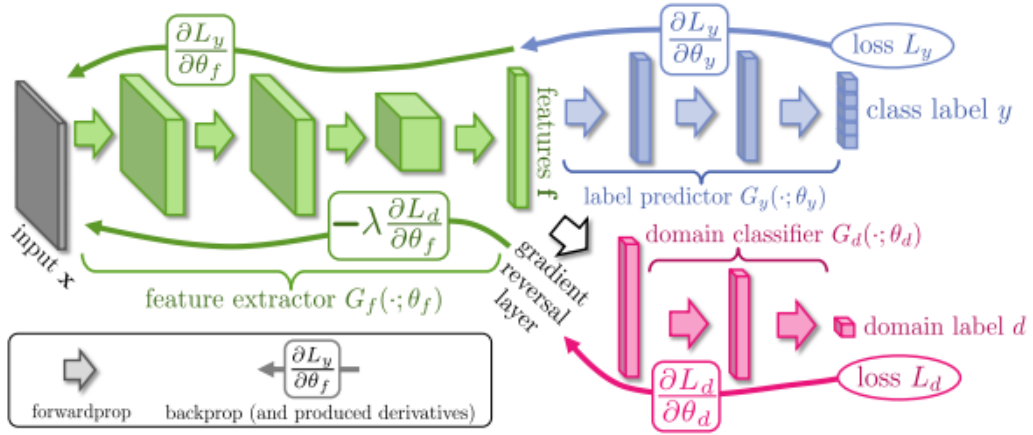 ∂L_y/∂θ_f
∂L_y/∂θ_y
loss L_y
features f
class label y
label predictor G_y(·; θ_y)
input x
−λ ∂L_d/∂θ_f
feature extractor G_f(·; θ_f)
gradient
reversal
layer
domain classifier G_d(·; θ_d)
domain label d
∂L_d/∂θ_d
loss L_d
forwardprop
∂L_y/∂θ_f
backprop (and produced derivatives)